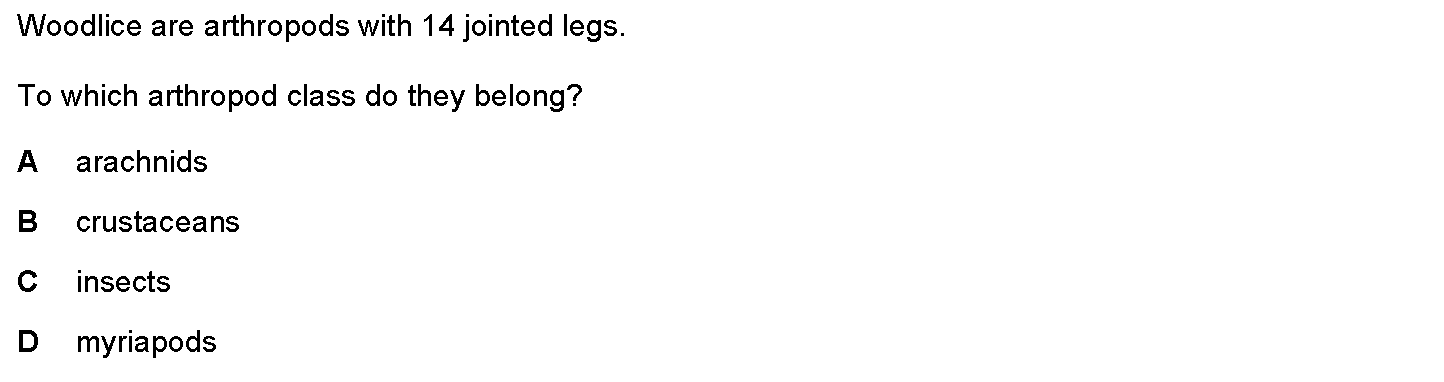 Woodlice are arthropods with 14 jointed legs.
To which arthropod class do they belong?
A arachnids
B crustaceans
C insects
D myriapods